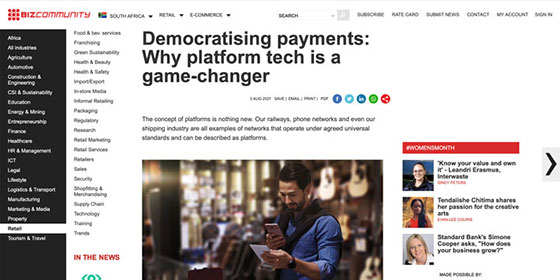 BIZCOMMUNITY
SOUTH AFRICA
RETAIL
E-COMMERCE
SEARCH
SUBSCRIBE
RATE CARD
SUBMIT NEWS
CONTACT
MY ACCOUNT
SIGN IN
Africa
All industries
Agriculture
Automotive
Construction &
Engineering
CSI & Sustainability
Education
Energy & Mining
Entrepreneurship
Finance
Healthcare
HR & Management
ICT
Legal
Lifestyle
Logistics & Transport
Manufacturing
Marketing & Media
Property
Retail
Tourism & Travel
Food & bev. services
Franchising
Green Sustainability
Health & Beauty
Health & Safety
Import/Export
In-store Media
Informal Retailing
Packaging
Regulatory
Research
Retail Marketing
Retail Services
Retailers
Sales
Security
Shopfitting &
Merchandising
Supply Chain
Technology
Training
Trends
IN THE NEWS
Democratising payments:
Why platform tech is a
game-changer
3 AUG 2021
SAVE | EMAIL | PRINT | PDF
The concept of platforms is nothing new. Our railways, phone networks and even our
shipping industry are all examples of networks that operate under agreed universal
standards and can be described as platforms.
#WOMENSMONTH
'Know your value and own
it' - Leandri Erasmus,
Interwaste
SINDY PETERS
Tendaiishe Chitima shares
her passion for the creative
arts
EVAN-LEE COURIE
Standard Bank's Simone
Cooper asks, "How does
your business grow?"
MADE POSSIBLE BY: